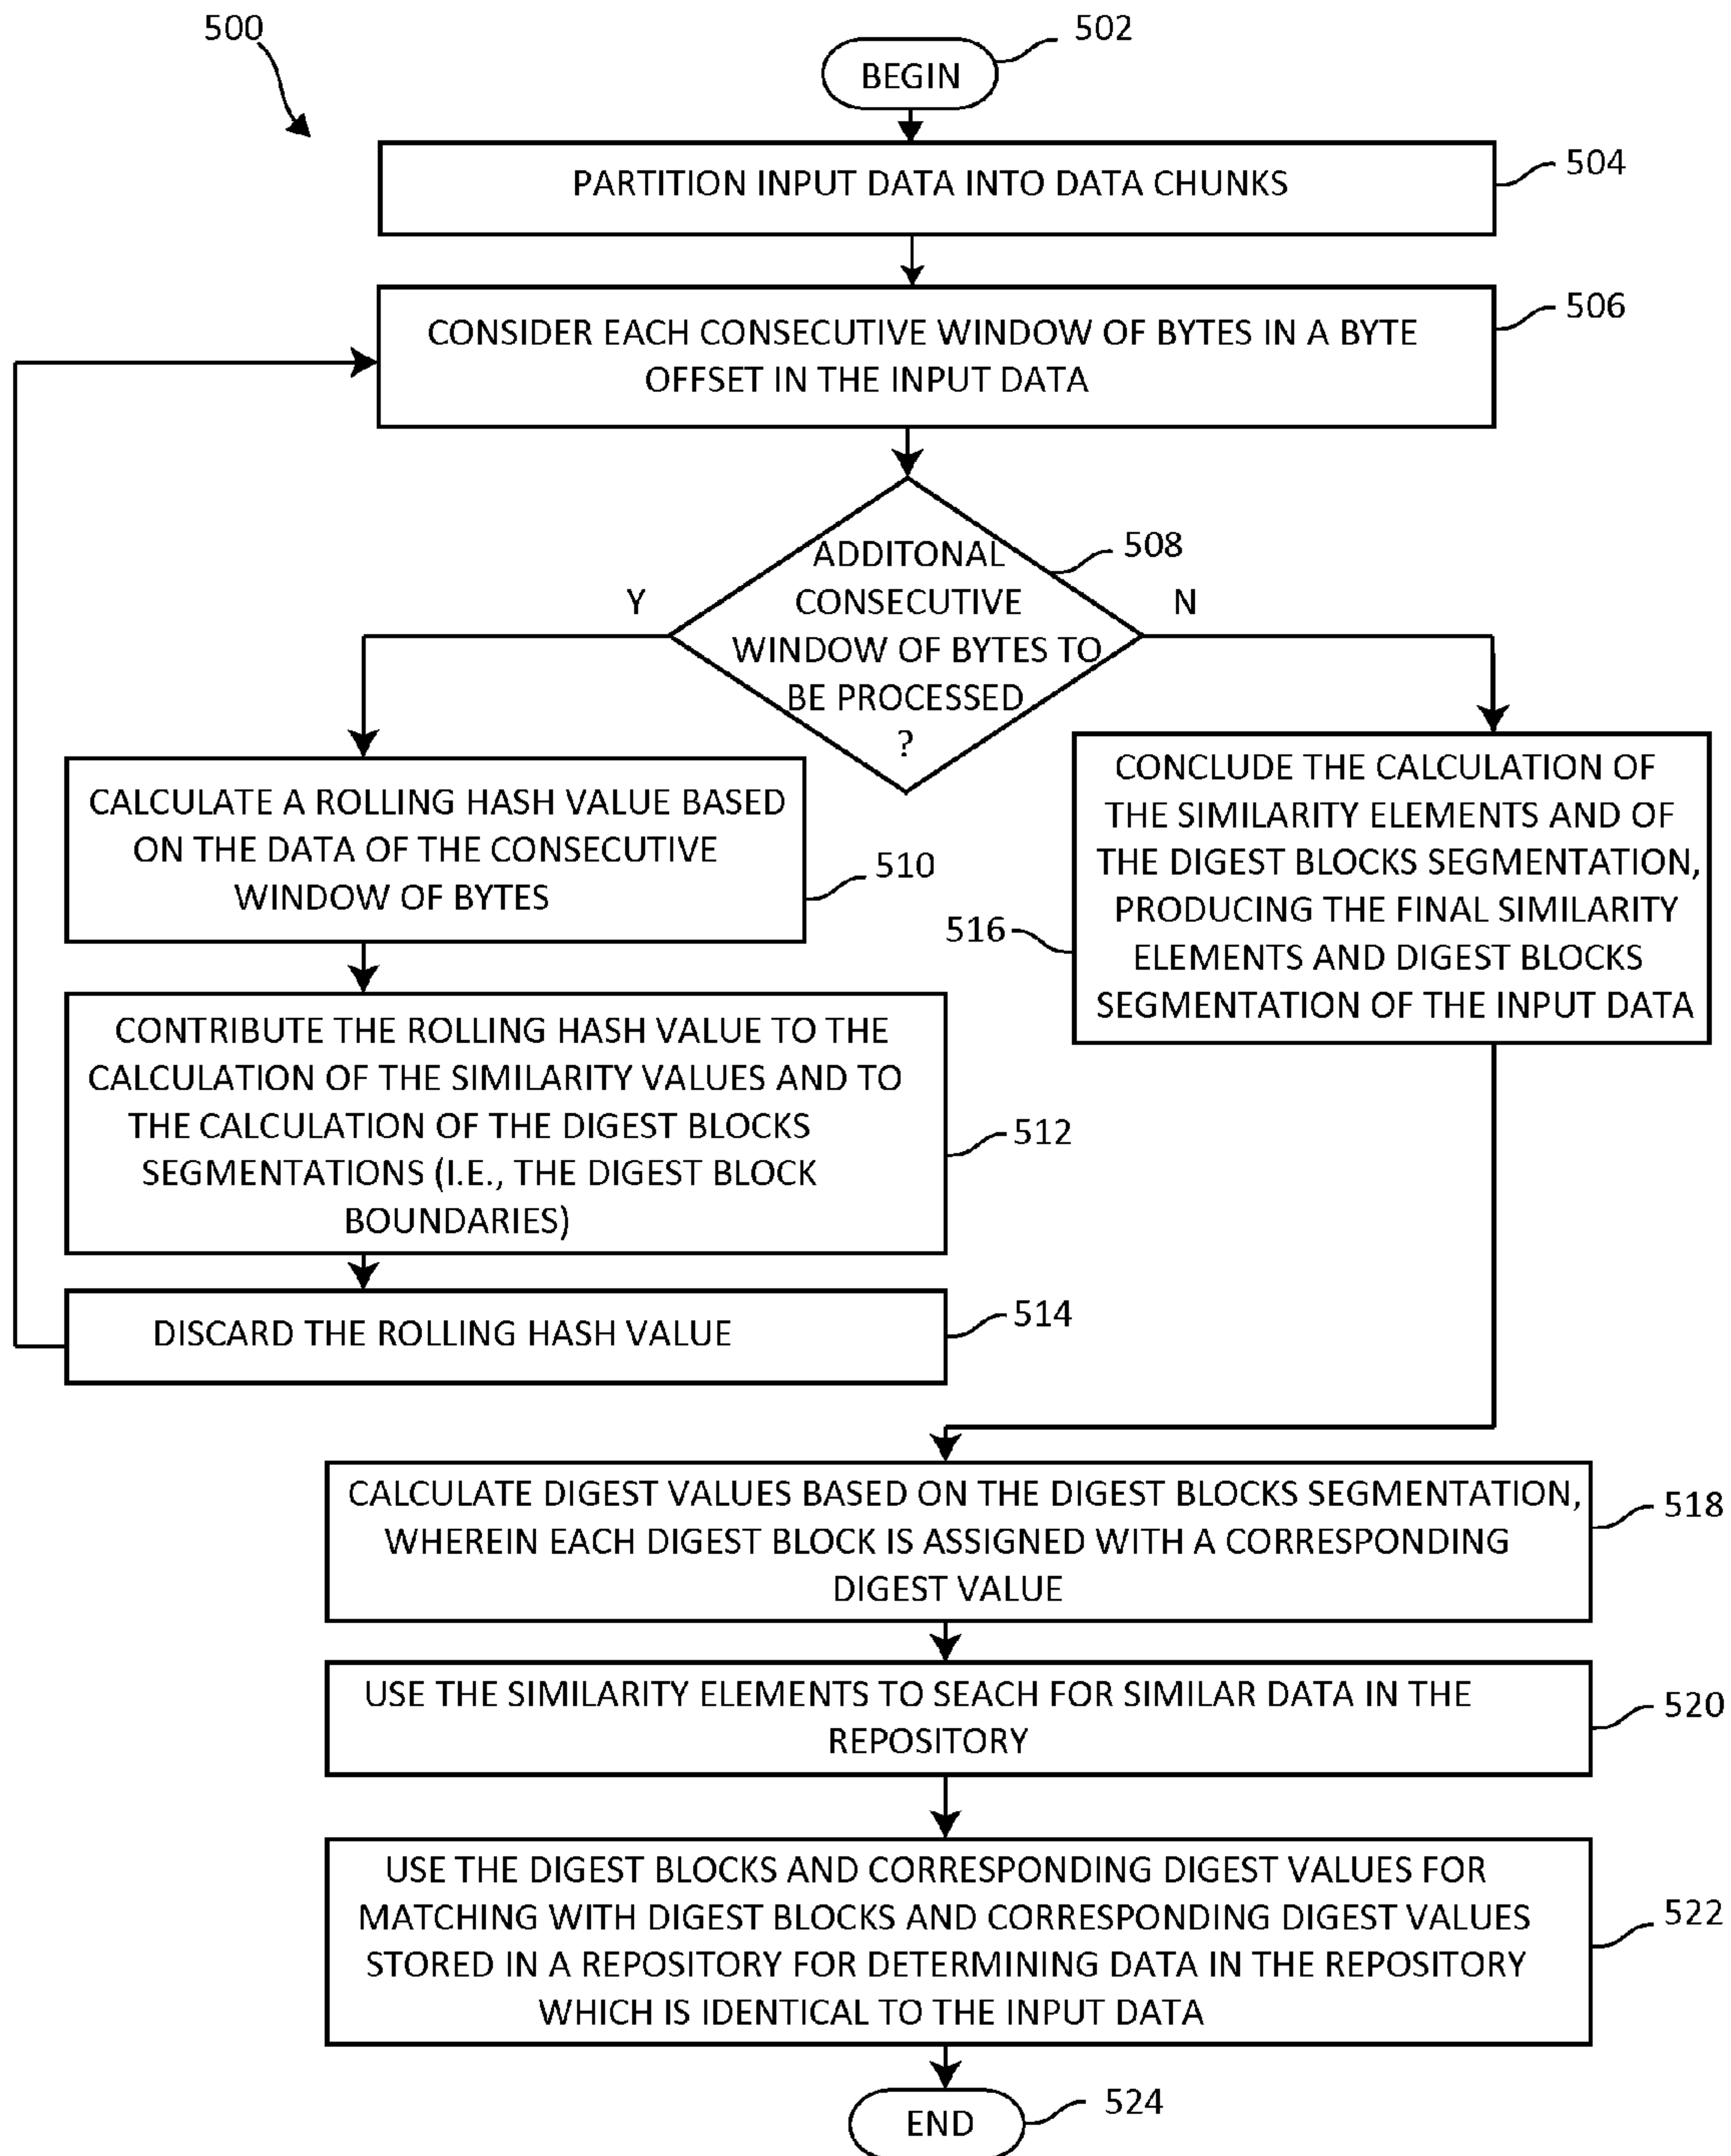 500
502
BEGIN
PARTITION INPUT DATA INTO DATA CHUNKS
504
CONSIDER EACH CONSECUTIVE WINDOW OF BYTES IN A BYTE
OFFSET IN THE INPUT DATA
506
ADDITONAL
CONSECUTIVE
WINDOW OF BYTES TO
BE PROCESSED
?
508
Y
N
CALCULATE A ROLLING HASH VALUE BASED
ON THE DATA OF THE CONSECUTIVE
WINDOW OF BYTES
510
CONTRIBUTE THE ROLLING HASH VALUE TO THE
CALCULATION OF THE SIMILARITY VALUES AND TO
THE CALCULATION OF THE DIGEST BLOCKS
SEGMENTATIONS (I.E., THE DIGEST BLOCK
BOUNDARIES)
512
DISCARD THE ROLLING HASH VALUE
514
CONCLUDE THE CALCULATION OF
THE SIMILARITY ELEMENTS AND OF
THE DIGEST BLOCKS SEGMENTATION,
PRODUCING THE FINAL SIMILARITY
ELEMENTS AND DIGEST BLOCKS
SEGMENTATION OF THE INPUT DATA
516
CALCULATE DIGEST VALUES BASED ON THE DIGEST BLOCKS SEGMENTATION,
WHEREIN EACH DIGEST BLOCK IS ASSIGNED WITH A CORRESPONDING
DIGEST VALUE
518
USE THE SIMILARITY ELEMENTS TO SEACH FOR SIMILAR DATA IN THE
REPOSITORY
520
USE THE DIGEST BLOCKS AND CORRESPONDING DIGEST VALUES FOR
MATCHING WITH DIGEST BLOCKS AND CORRESPONDING DIGEST VALUES
STORED IN A REPOSITORY FOR DETERMINING DATA IN THE REPOSITORY
WHICH IS IDENTICAL TO THE INPUT DATA
522
END
524